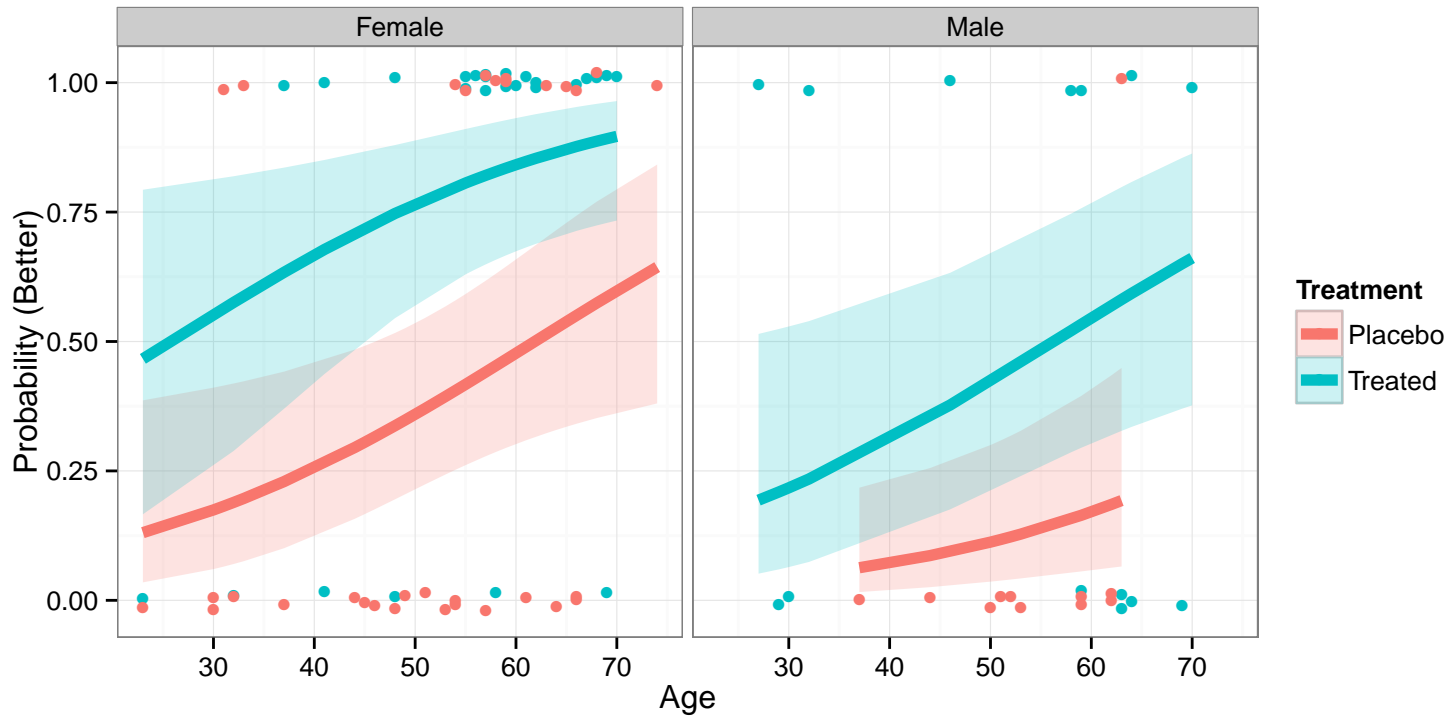 Female Male
Probability (Better)
1.00
0.75
0.50
0.25
0.00
30 40 50 60 70 30 40 50 60 70
Age
Treatment
Placebo
Treated